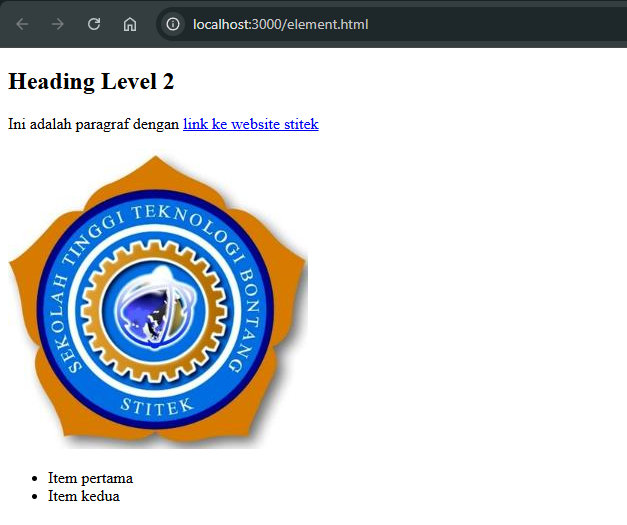 localhost:3000/element.html
Heading Level 2
Ini adalah paragraf dengan link ke website stitek
SEKOLAH TINGGI TEKNOLOGI BONTANG
STITEK
Item pertama
Item kedua